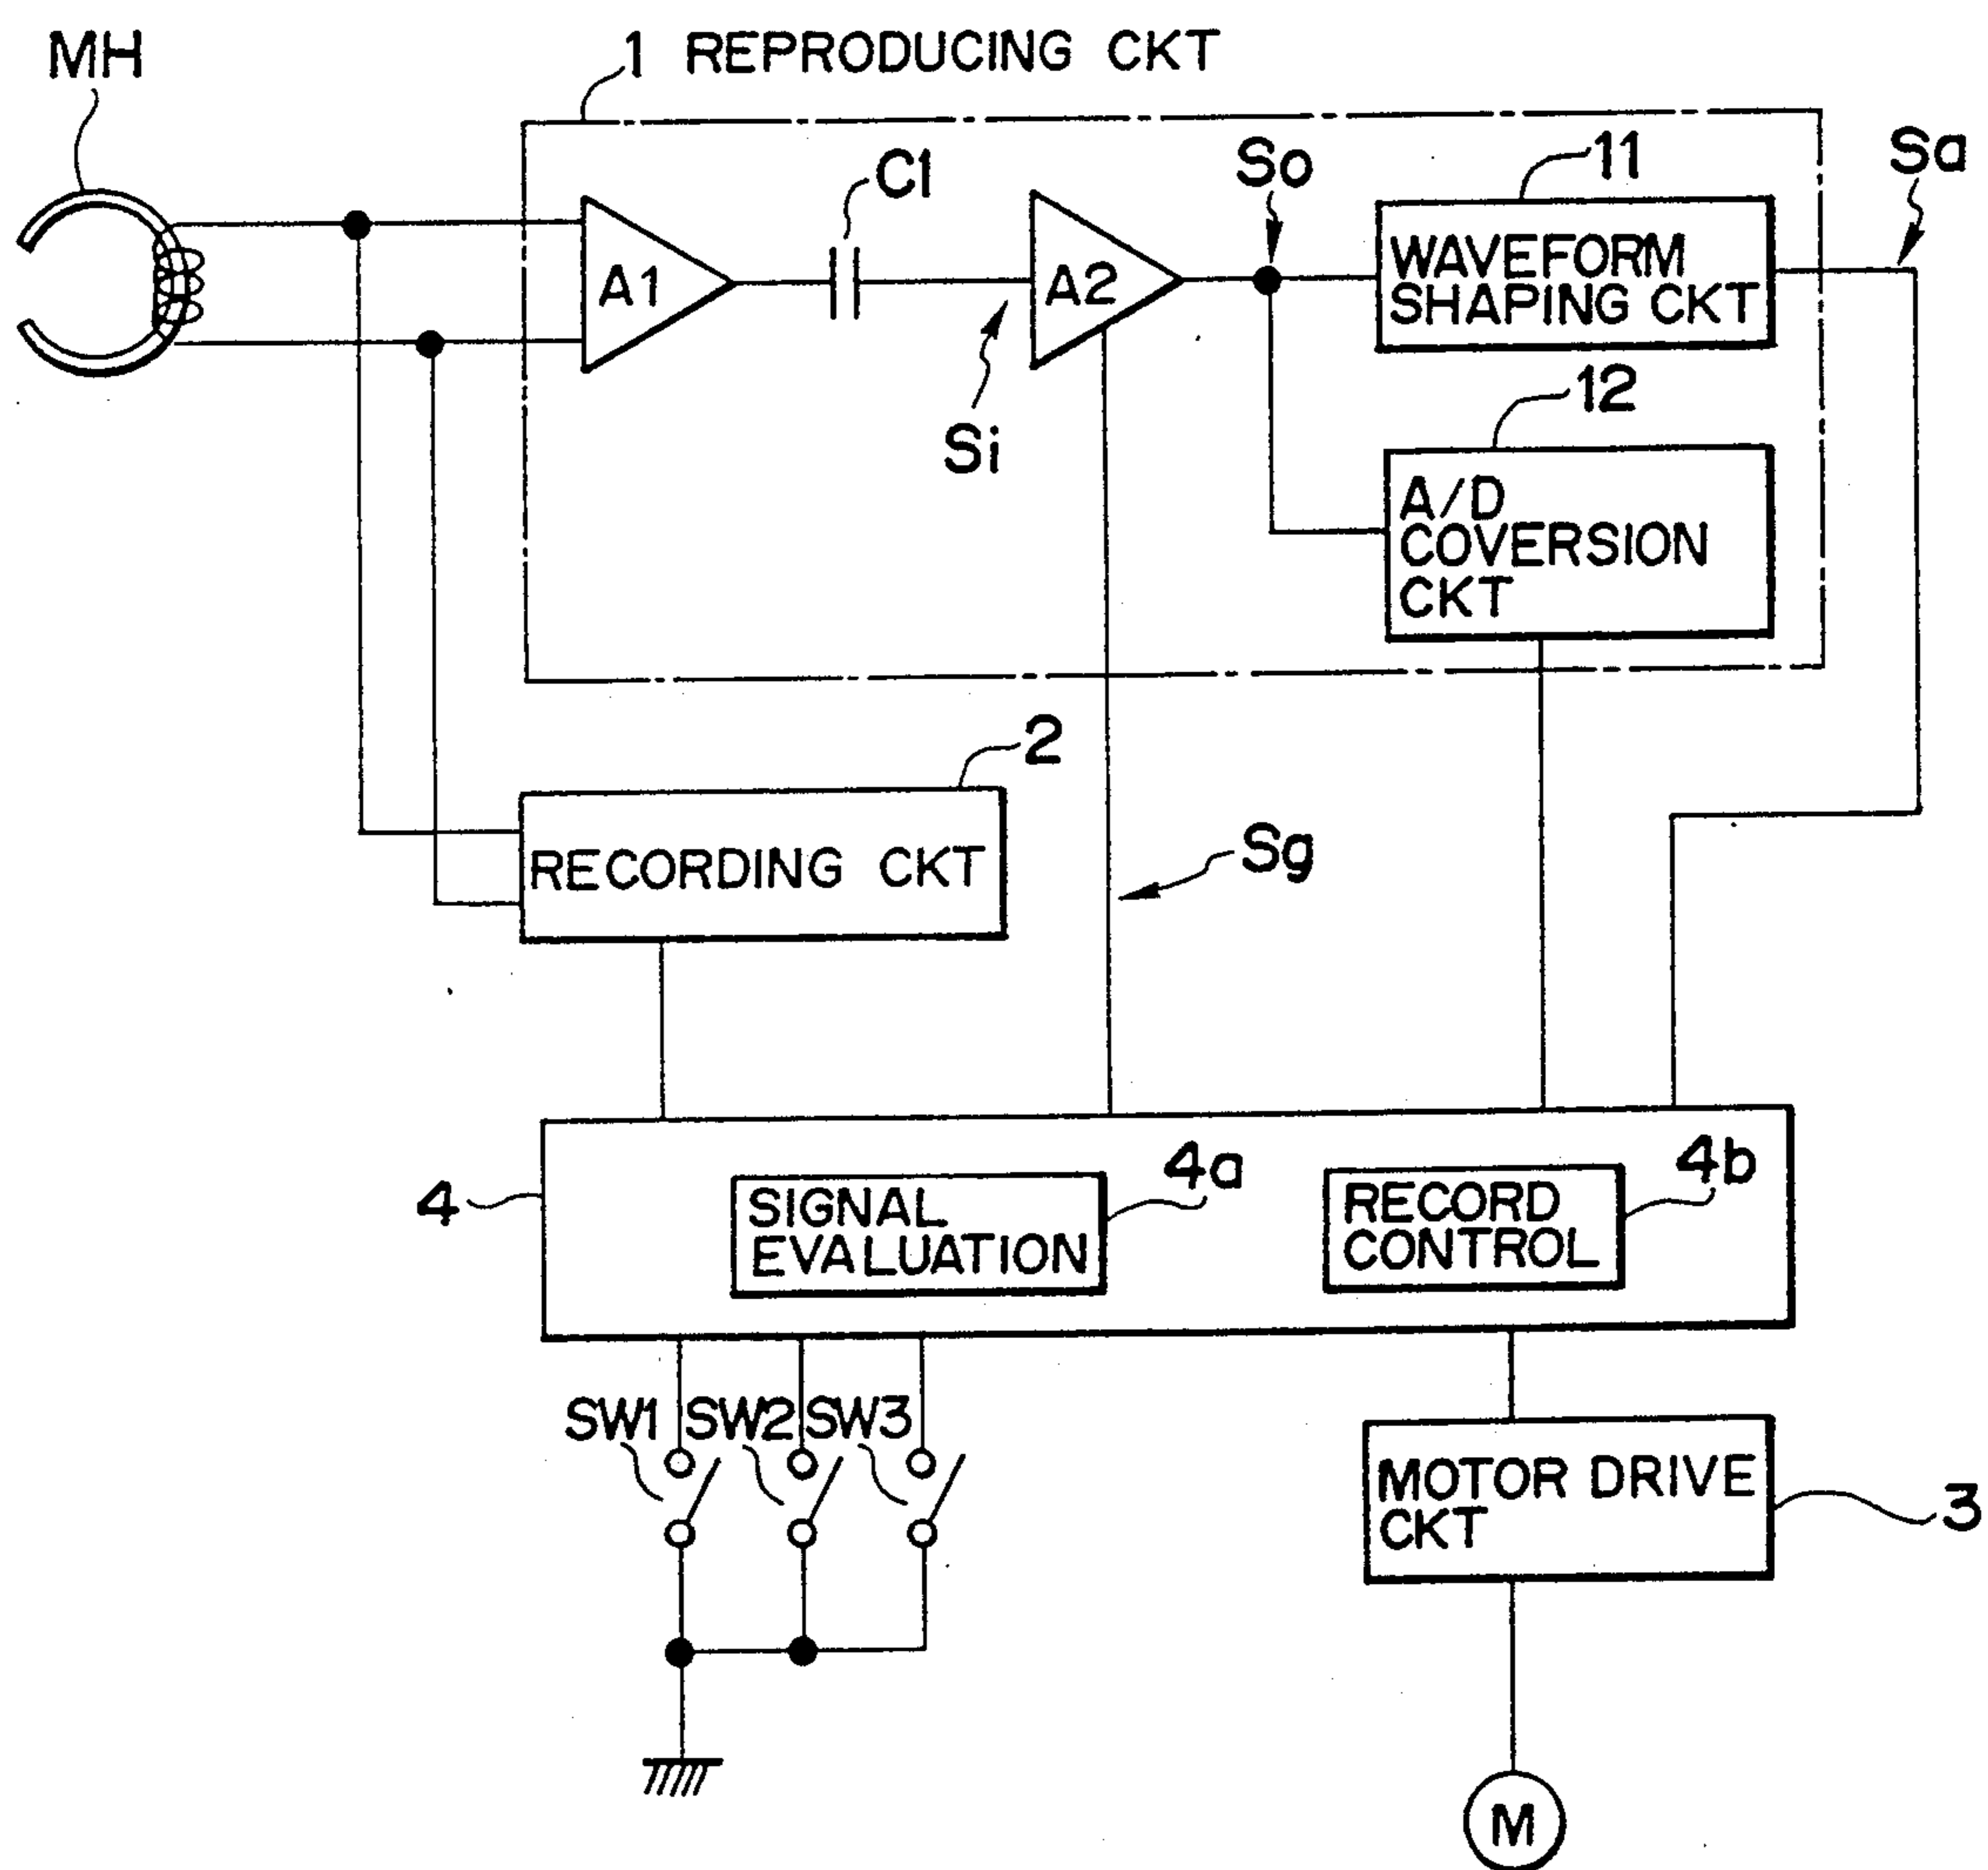 MH
1 REPRODUCING CKT
C1
So
11
Sa
A1
A2
WAVEFORM
SHAPING CKT
Si
12
A/D
COVERSION
CKT
2
RECORDING CKT
Sg
4
SIGNAL
EVALUATION
4a
RECORD
CONTROL
4b
SW1 SW2 SW3
MOTOR DRIVE
CKT
3
M